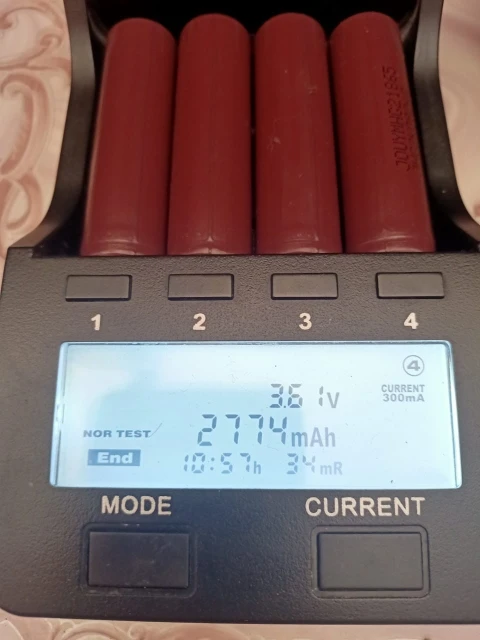 1 2 3 4
4
3.61V
CURRENT
300mA
NOR TEST
2774mAh
End
10:57h 34mR
MODE CURRENT